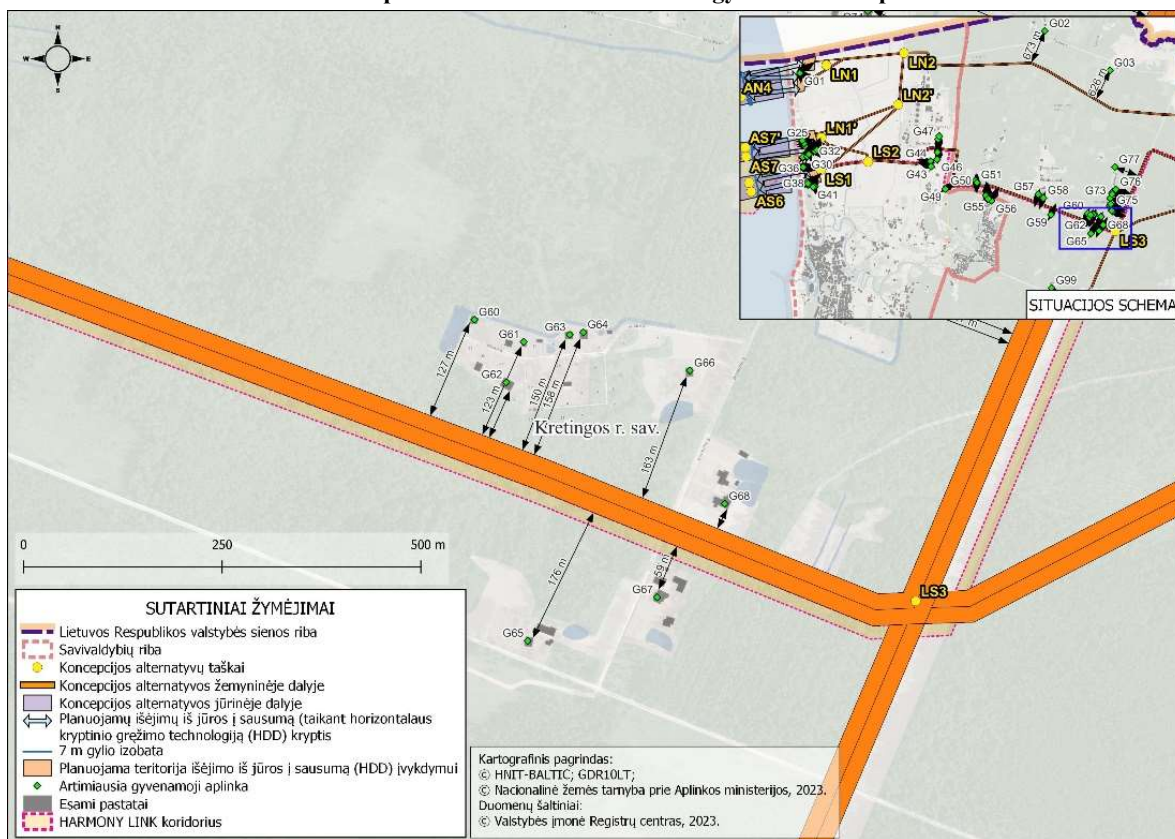 N
W
E
S
G02
673 m
G03
626 m
LN1
LN2
AN4
G01
LN2'
AS7'
G25
LN1'
G32
G47
AS7
G36
G30
LS2
G44
G46
G43
G77
AS6
G38
LS1
G41
G50
G51
G49
G57
G58
G73
G76
G55
G56
G60
G75
G59
G62
G68
G65
LS3
G99
SITUACIJOS SCHEMA
G60
G61
G63
G64
127 m
G62
123 m
150 m
158 m
G66
Kretingos r. sav.
163 m
G68
176 m
59 m
G67
LS3
G65
0
250
500 m
SUTARTINIAI ŽYMĖJIMAI
Lietuvos Respublikos valstybės sienos riba
Savivaldybių riba
Koncepcijos alternatyvų taškai
Koncepcijos alternatyvos žemyninėje dalyje
Koncepcijos alternatyvos jūrinėje dalyje
Planuojamų išėjimų iš jūros į sausumą (taikant horizontalaus
kryptinio gręžimo technologiją (HDD) kryptis
7 m gylio izobata
Planuojama teritorija išėjimo iš jūros į sausumą (HDD) įvykdymui
Artimiausia gyvenamoji aplinka
Esami pastatai
HARMONY LINK koridorius
Kartografinis pagrindas:
© HNIT-BALTIC; GDR10LT;
© Nacionalinė žemės tarnyba prie Aplinkos ministerijos, 2023.
Duomenų šaltiniai:
© Valstybės įmonė Registrų centras, 2023.